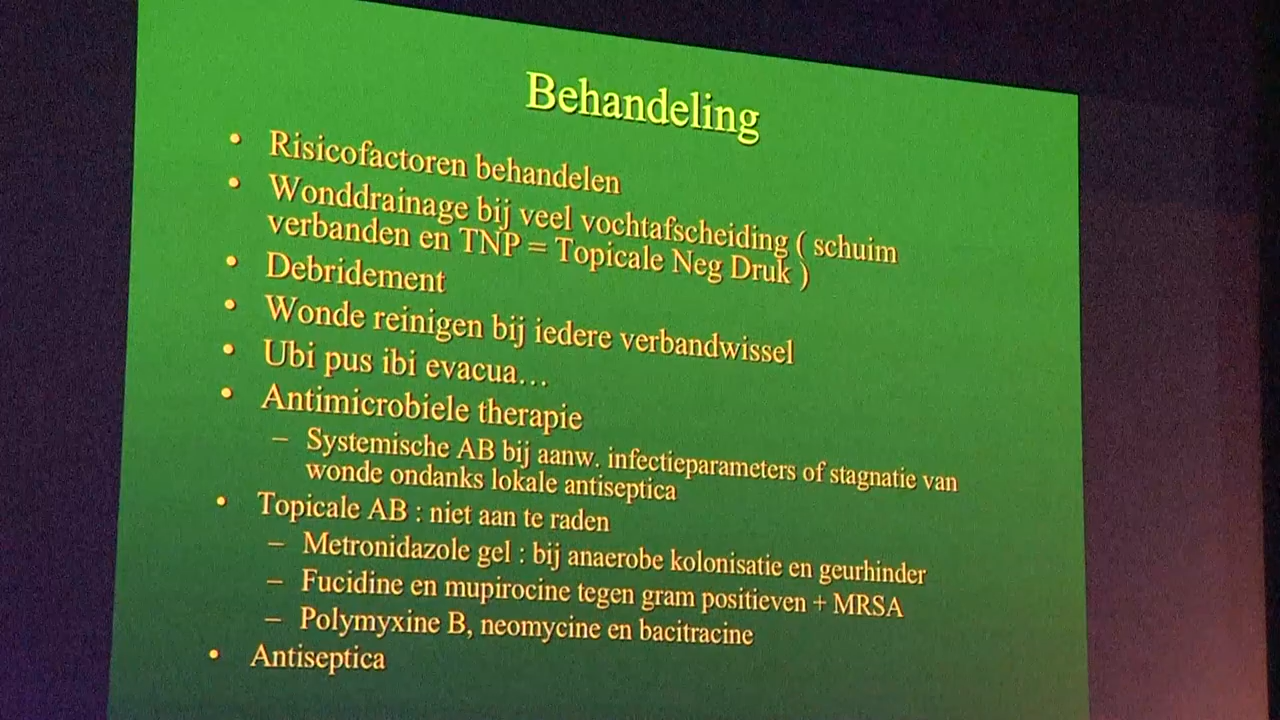 Behandeling
• Risicofactoren behandelen
• Wonddrainage bij veel vochtafscheiding ( schuim
verbanden en TNP = Topicale Neg Druk )
• Debridement
• Wonde reinigen bij iedere verbandwissel
• Ubi pus ibi evacua…
• Antimicrobiele therapie
– Systemische AB bij aanw. infectieparameters of stagnatie van
wonde ondanks lokale antiseptica
• Topicale AB : niet aan te raden
– Metronidazole gel : bij anaerobe kolonisatie en geurhinder
– Fucidine en mupirocine tegen gram positieven + MRSA
– Polymyxine B, neomycine en bacitracine
• Antiseptica